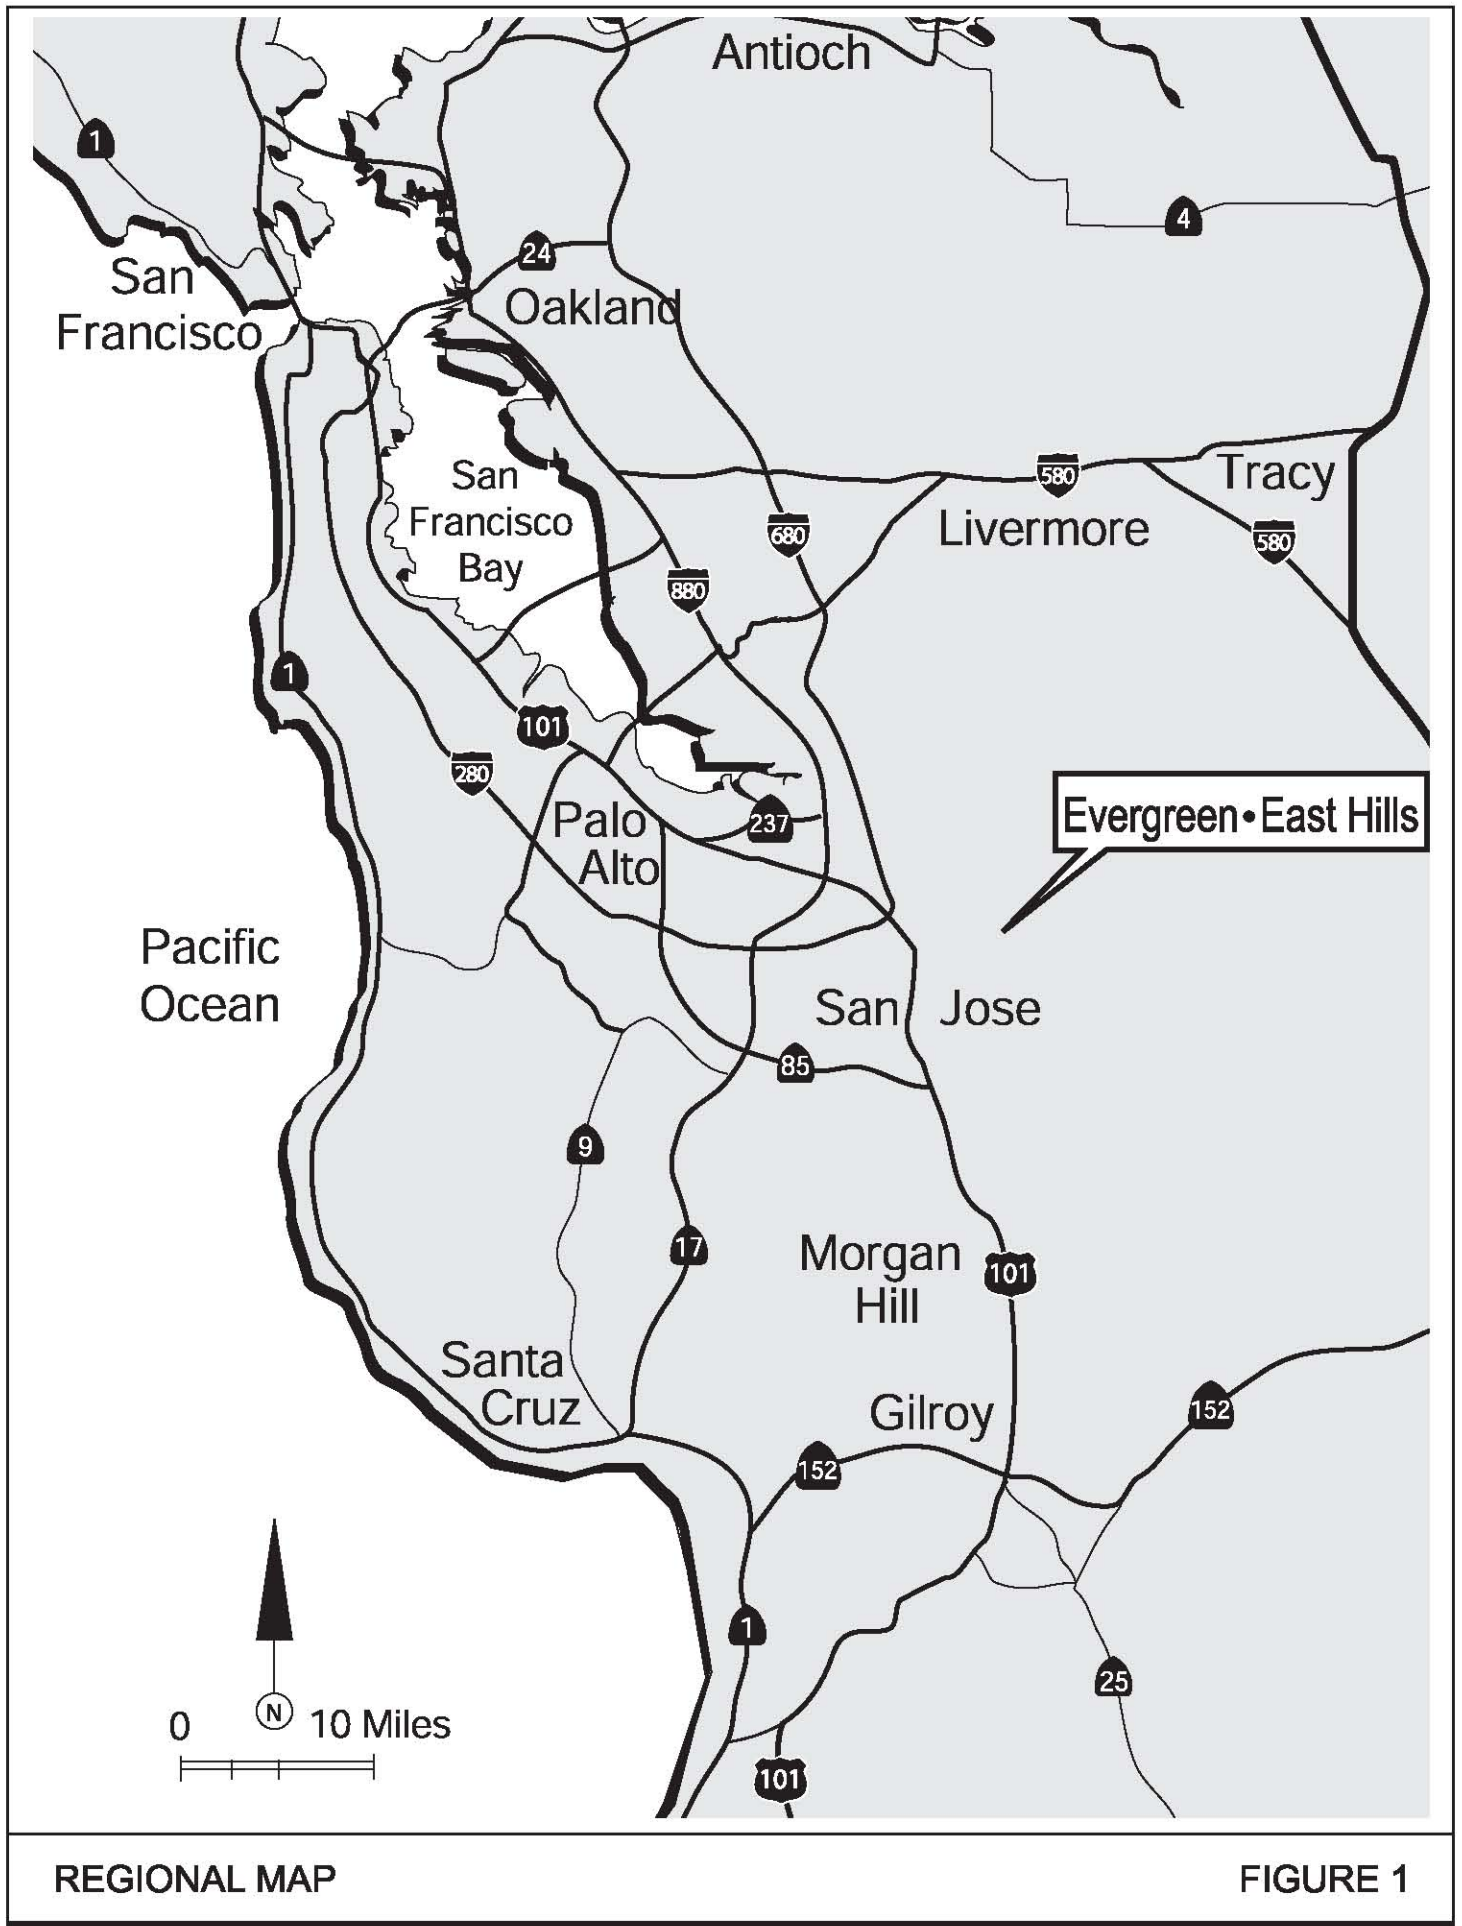 Antioch
1
4
24
San
Francisco
Oakland
San
Francisco
Bay
580
Tracy
680
Livermore
580
880
1
101
280
Evergreen•East Hills
Palo
Alto
237
Pacific
Ocean
San Jose
85
9
17
Morgan
Hill
101
Santa
Cruz
Gilroy
152
152
1
25
N
0
10 Miles
101
REGIONAL MAP
FIGURE 1